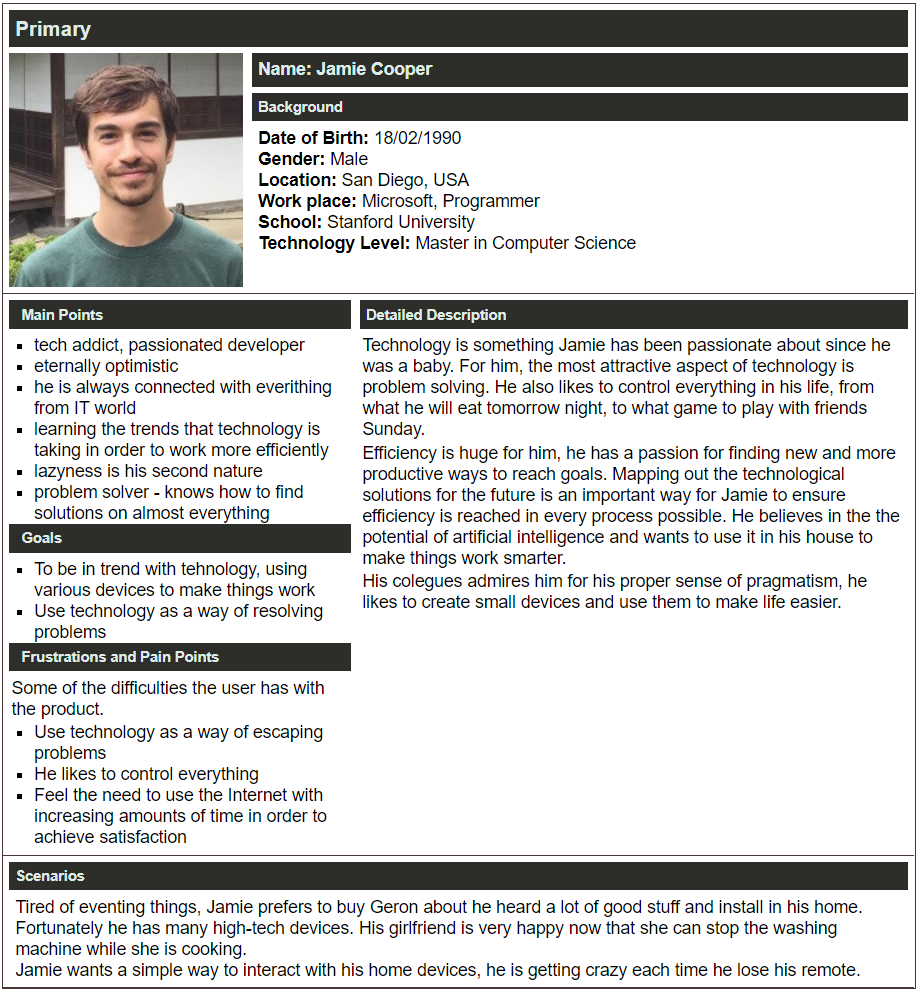 Primary
Name: Jamie Cooper
Background
Date of Birth: 18/02/1990
Gender: Male
Location: San Diego, USA
Work place: Microsoft, Programmer
School: Stanford University
Technology Level: Master in Computer Science
Main Points
▪ tech addict, passionated developer
▪ eternally optimistic
▪ he is always connected with everithing
from IT world
▪ learning the trends that technology is
taking in order to work more efficiently
▪ lazyness is his second nature
▪ problem solver - knows how to find
solutions on almost everything
Goals
▪ To be in trend with tehnology, using
various devices to make things work
▪ Use technology as a way of resolving
problems
Frustrations and Pain Points
Some of the difficulties the user has with
the product.
▪ Use technology as a way of escaping
problems
▪ He likes to control everything
▪ Feel the need to use the Internet with
increasing amounts of time in order to
achieve satisfaction
Detailed Description
Technology is something Jamie has been passionate about since he
was a baby. For him, the most attractive aspect of technology is
problem solving. He also likes to control everything in his life, from
what he will eat tomorrow night, to what game to play with friends
Sunday.
Efficiency is huge for him, he has a passion for finding new and more
productive ways to reach goals. Mapping out the technological
solutions for the future is an important way for Jamie to ensure
efficiency is reached in every process possible. He believes in the the
potential of artificial intelligence and wants to use it in his house to
make things work smarter.
His colegues admires him for his proper sense of pragmatism, he
likes to create small devices and use them to make life easier.
Scenarios
Tired of eventing things, Jamie prefers to buy Geron about he heard a lot of good stuff and install in his home.
Fortunately he has many high-tech devices. His girlfriend is very happy now that she can stop the washing
machine while she is cooking.
Jamie wants a simple way to interact with his home devices, he is getting crazy each time he lose his remote.